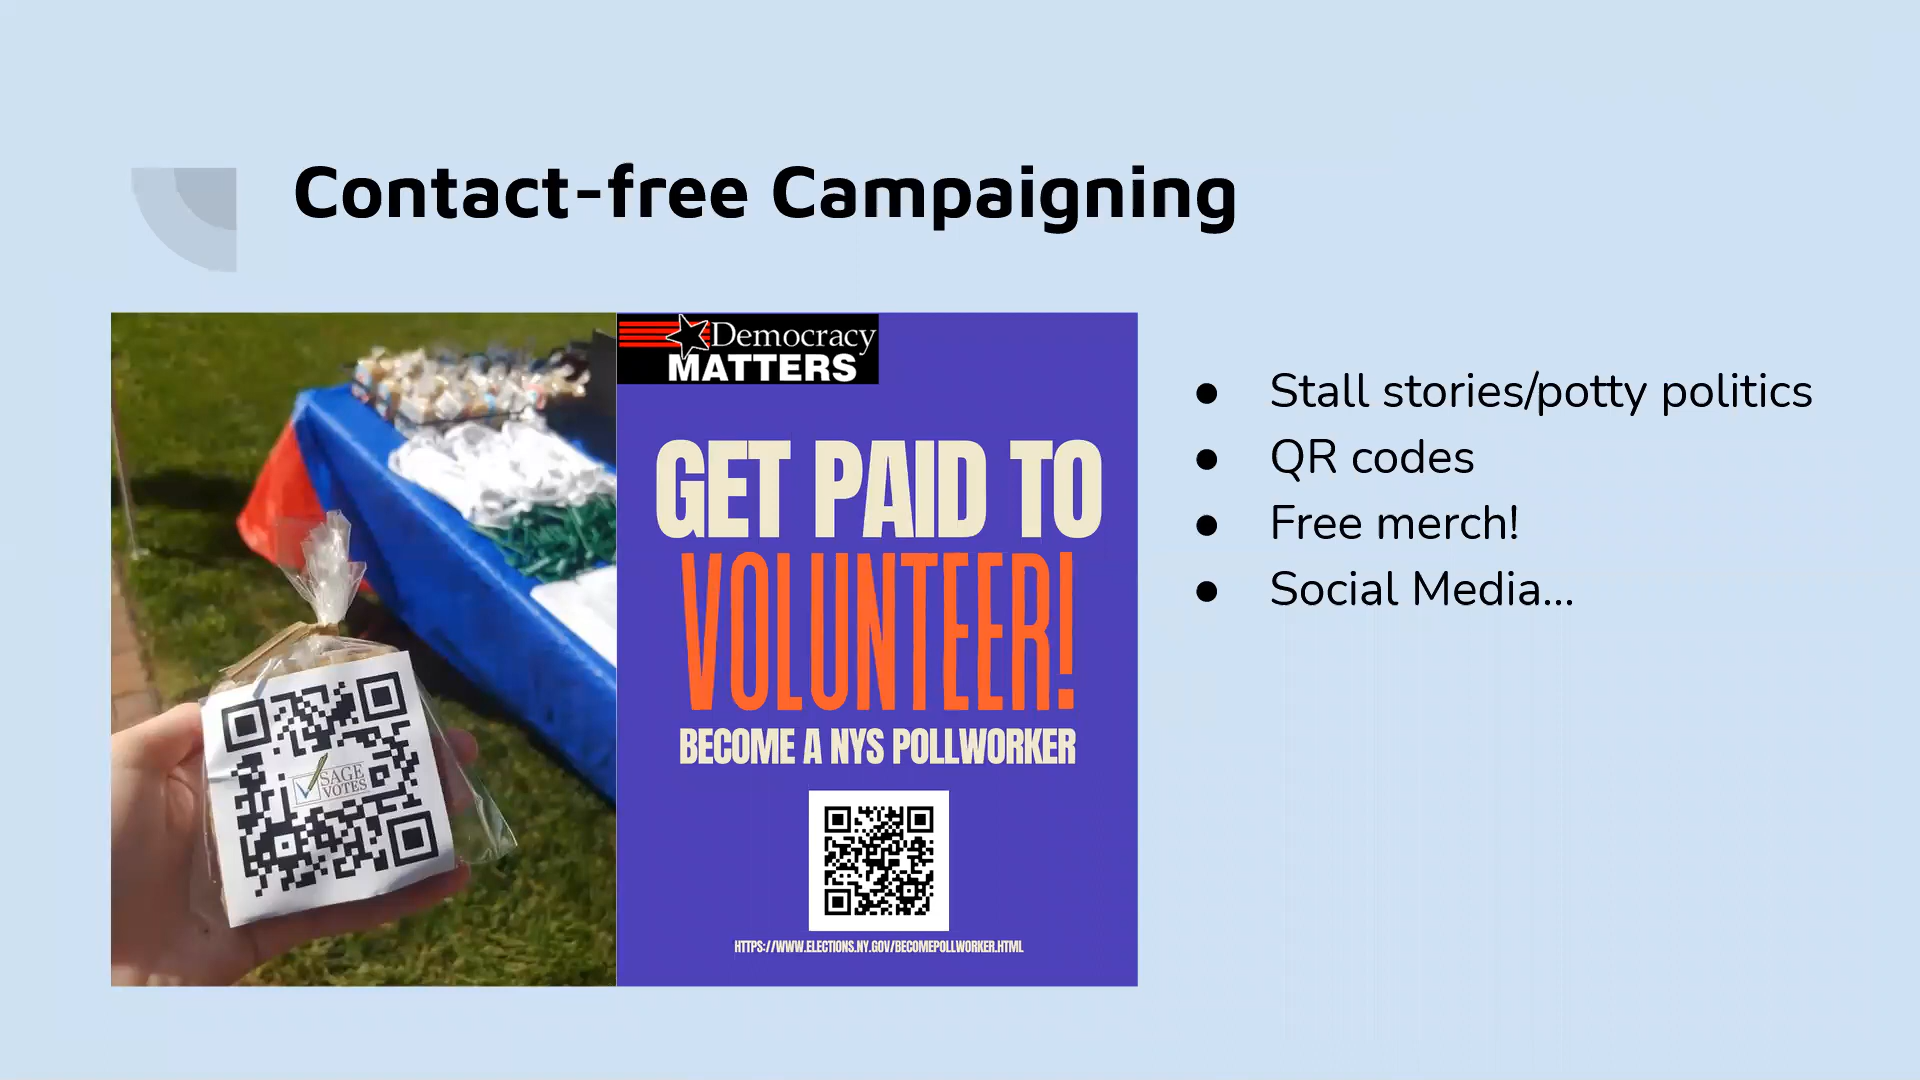 Contact-free Campaigning
SAGE
VOTES
Democracy
MATTERS
GET PAID TO
VOLUNTEER!
BECOME A NYS POLLWORKER
HTTPS://WWW.ELECTIONS.NY.GOV/BECOMEPOLLWORKER.HTML
● Stall stories/potty politics
● QR codes
● Free merch!
● Social Media...